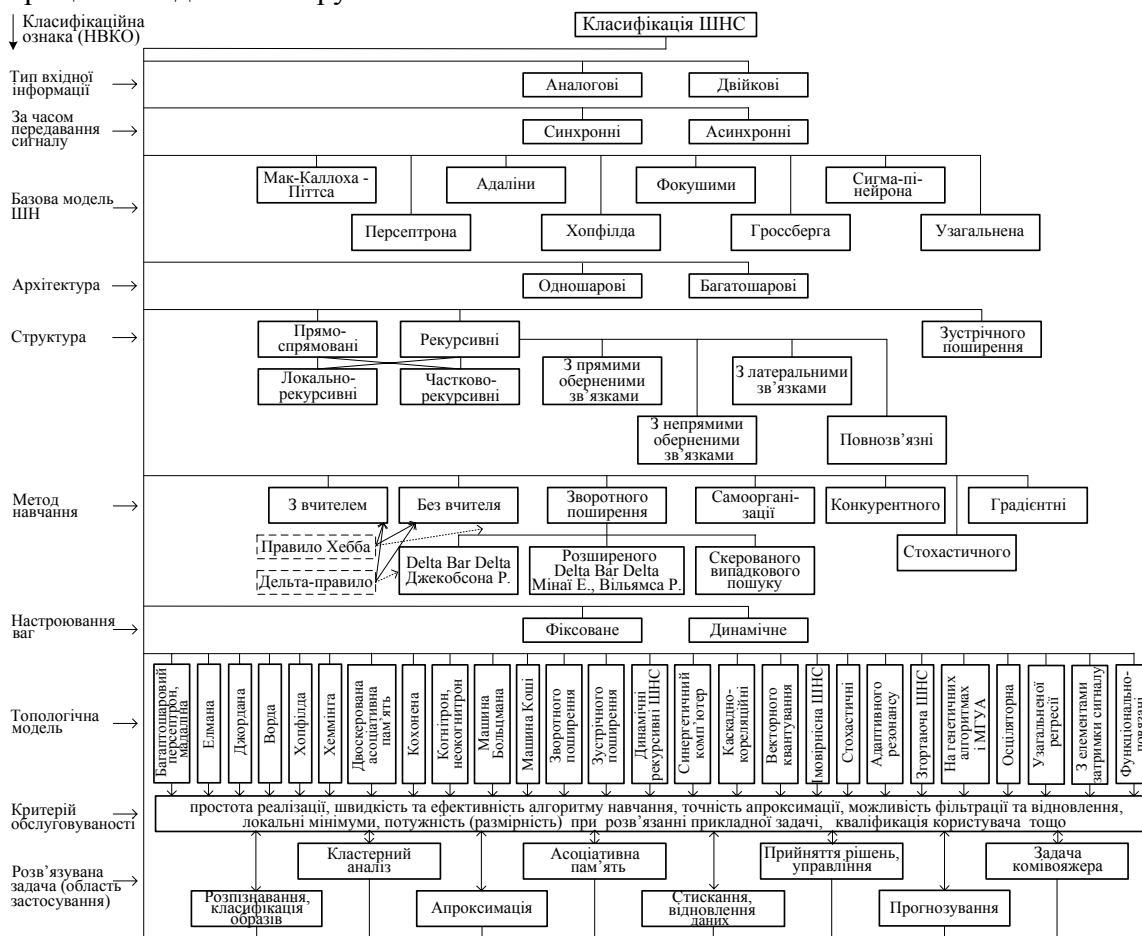 Класифікаційна
ознака (НВКО)
Класифікація ШНС
Тип вхідної
інформації
Аналогові
Двійкові
За часом
передавання
сигналу
Синхронні
Асинхронні
Базова модель
ШН
Мак-Каллоха -
Піттса
Адаліни
Фокушими
Сигма-пі-
нейрона
Персептрона
Хопфілда
Гроссберга
Узагальнена
Архітектура
Одношарові
Багатошарові
Структура
Прямо-
спрямовані
Рекурсивні
Зустрічного
поширення
Локально-
рекурсивні
Частково-
рекурсивні
З прямими
оберненими
зв’язками
З латеральними
зв’язками
З непрямими
оберненими
зв’язками
Повнозв’язні
Метод
навчання
З вчителем
Без вчителя
Зворотного
поширення
Самооргані-
зації
Конкурентного
Градієнтні
Стохастичного
Правило Хебба
Дельта-правило
Delta Bar Delta
Джекобсона Р.
Розширеного
Delta Bar Delta
Мінаї Е., Вільямса Р.
Скерованого
випадкового
пошуку
Настроювання
ваг
Фіксоване
Динамічне
Топологічна
модель
Багаптошаровий
персептрон,
мадаліна
Елмана
Джордана
Ворда
Хопфілда
Хеммінга
Двоскерована
асоціативна
пам’ять
Кохонена
Когніпрон,
неокогнитрон
Машина
Больцмана
Машина Коші
Зворотного
поширення
Зустрічного
поширення
Динамічні
рекурсивні ШНС
Синергетичний
комп’ютер
Каскадно-
кореляційні
Векторного
квантування
Імовірнісна ШНС
Стохастичні
Адаптивного
резонансу
Згортаюча ШНС
На генетичних
алгоритмах
і МГУА
Осціляторна
Узагальненої
регресії
З елементами
затримки сигналу
Функціонально-
повязані
Критерій
обслуговуваності
простота реалізації, швидкість та ефективність алгоритму навчання, точність апроксимації, можливість фільтрації та відновлення,
локальні мінімуми, потужність (размірність) при розв’язанні прикладної задачі, кваліфікація користувача тощо
Розв’язувана
задача (область
застосування)
Кластерний
аналіз
Асоціативна
пам’ять
Прийняття рішень,
управління
Задача
комівояжера
Розпізнавання,
класифікація
образів
Апроксимація
Стискання,
відновлення
даних
Прогнозування